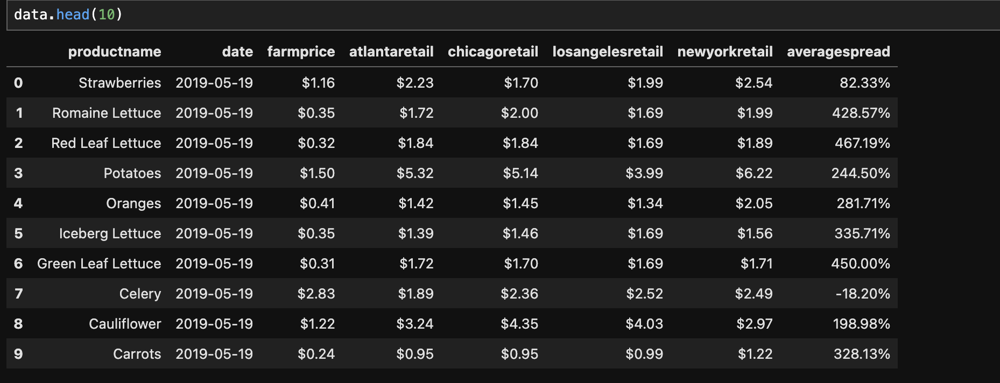 data.head(10)
productname date farmprice atlantaretail chicagoretail losangelesretail newyorkretail averagespread
0 Strawberries 2019-05-19 $1.16 $2.23 $1.70 $1.99 $2.54 82.33%
1 Romaine Lettuce 2019-05-19 $0.35 $1.72 $2.00 $1.69 $1.99 428.57%
2 Red Leaf Lettuce 2019-05-19 $0.32 $1.84 $1.84 $1.69 $1.89 467.19%
3 Potatoes 2019-05-19 $1.50 $5.32 $5.14 $3.99 $6.22 244.50%
4 Oranges 2019-05-19 $0.41 $1.42 $1.45 $1.34 $2.05 281.71%
5 Iceberg Lettuce 2019-05-19 $0.35 $1.39 $1.46 $1.69 $1.56 335.71%
6 Green Leaf Lettuce 2019-05-19 $0.31 $1.72 $1.70 $1.69 $1.71 450.00%
7 Celery 2019-05-19 $2.83 $1.89 $2.36 $2.52 $2.49 -18.20%
8 Cauliflower 2019-05-19 $1.22 $3.24 $4.35 $4.03 $2.97 198.98%
9 Carrots 2019-05-19 $0.24 $0.95 $0.95 $0.99 $1.22 328.13%